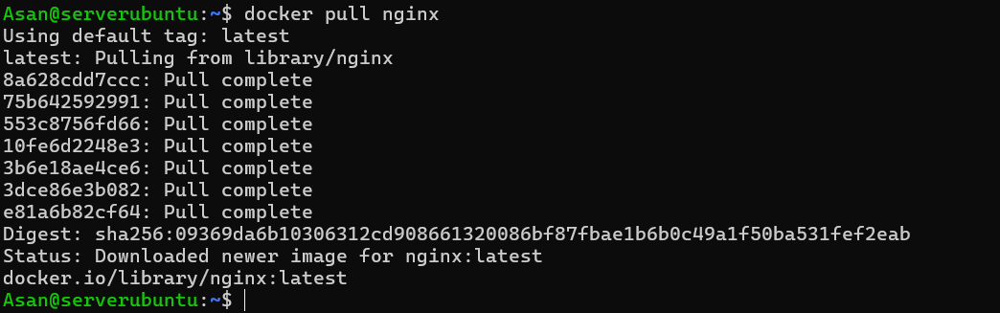 Asan@serverubuntu:~$ docker pull nginx
Using default tag: latest
latest: Pulling from library/nginx
8a628cdd7ccc: Pull complete
75b642592991: Pull complete
553c8756fd66: Pull complete
10fe6d2248e3: Pull complete
3b6e18ae4ce6: Pull complete
3dce86e3b082: Pull complete
e81a6b82cf64: Pull complete
Digest: sha256:09369da6b10306312cd908661320086bf87fbae1b6b0c49a1f50ba531fef2eab
Status: Downloaded newer image for nginx:latest
docker.io/library/nginx:latest
Asan@serverubuntu:~$